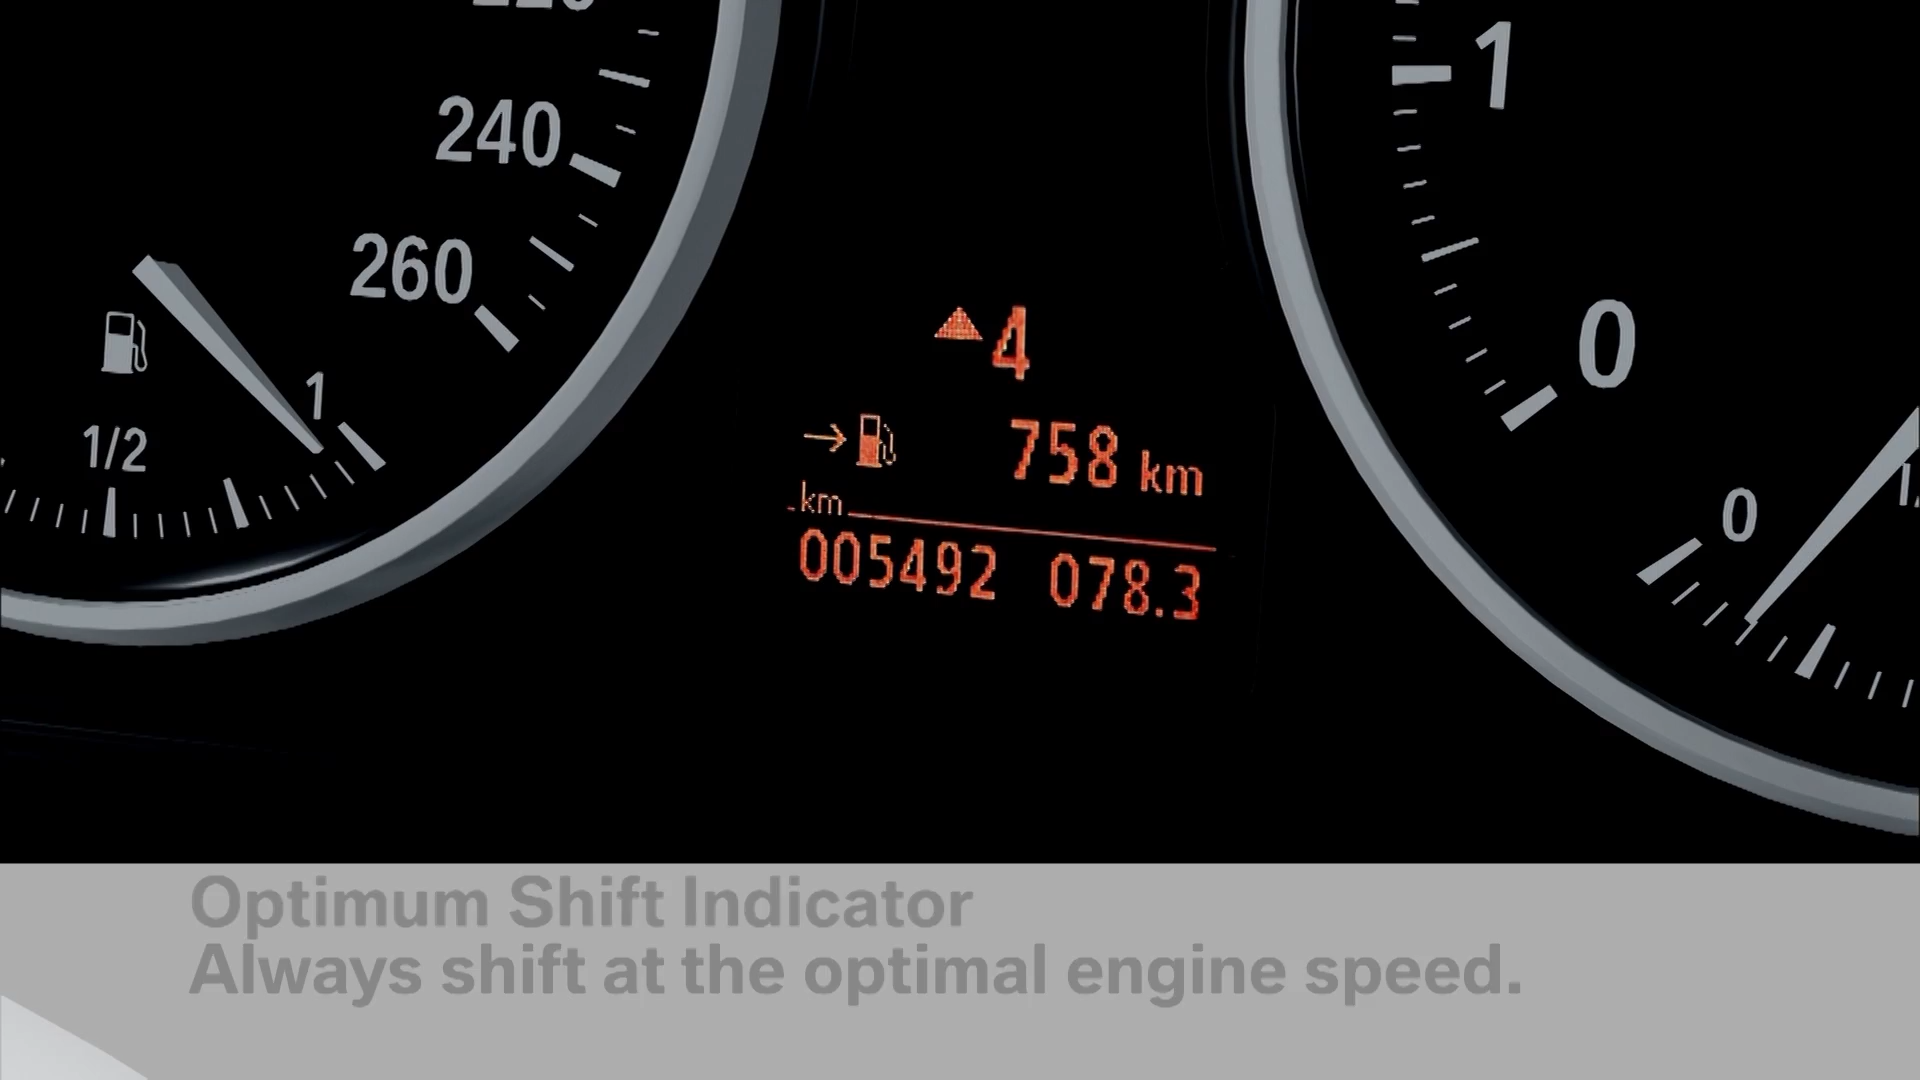 240
260
1
1/2
4
758 km
km
005492 078.3
1
0
0
Optimum Shift Indicator
Always shift at the optimal engine speed.